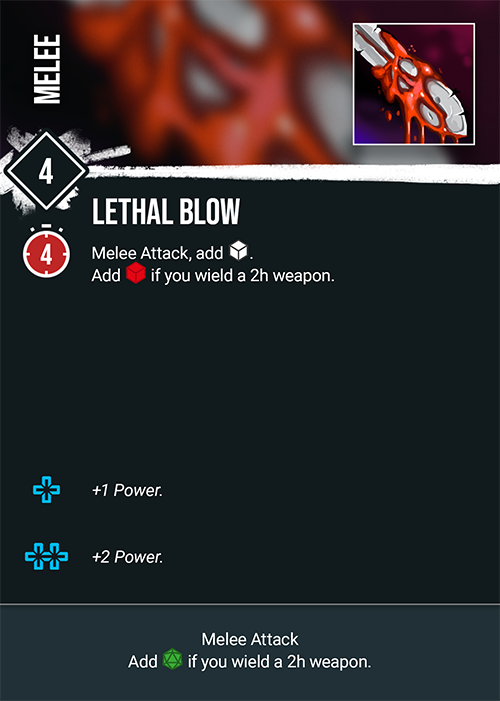 MELEE
4
LETHAL BLOW
4
Melee Attack, add .
Add if you wield a 2h weapon.
+1 Power.
+2 Power.
Melee Attack
Add if you wield a 2h weapon.